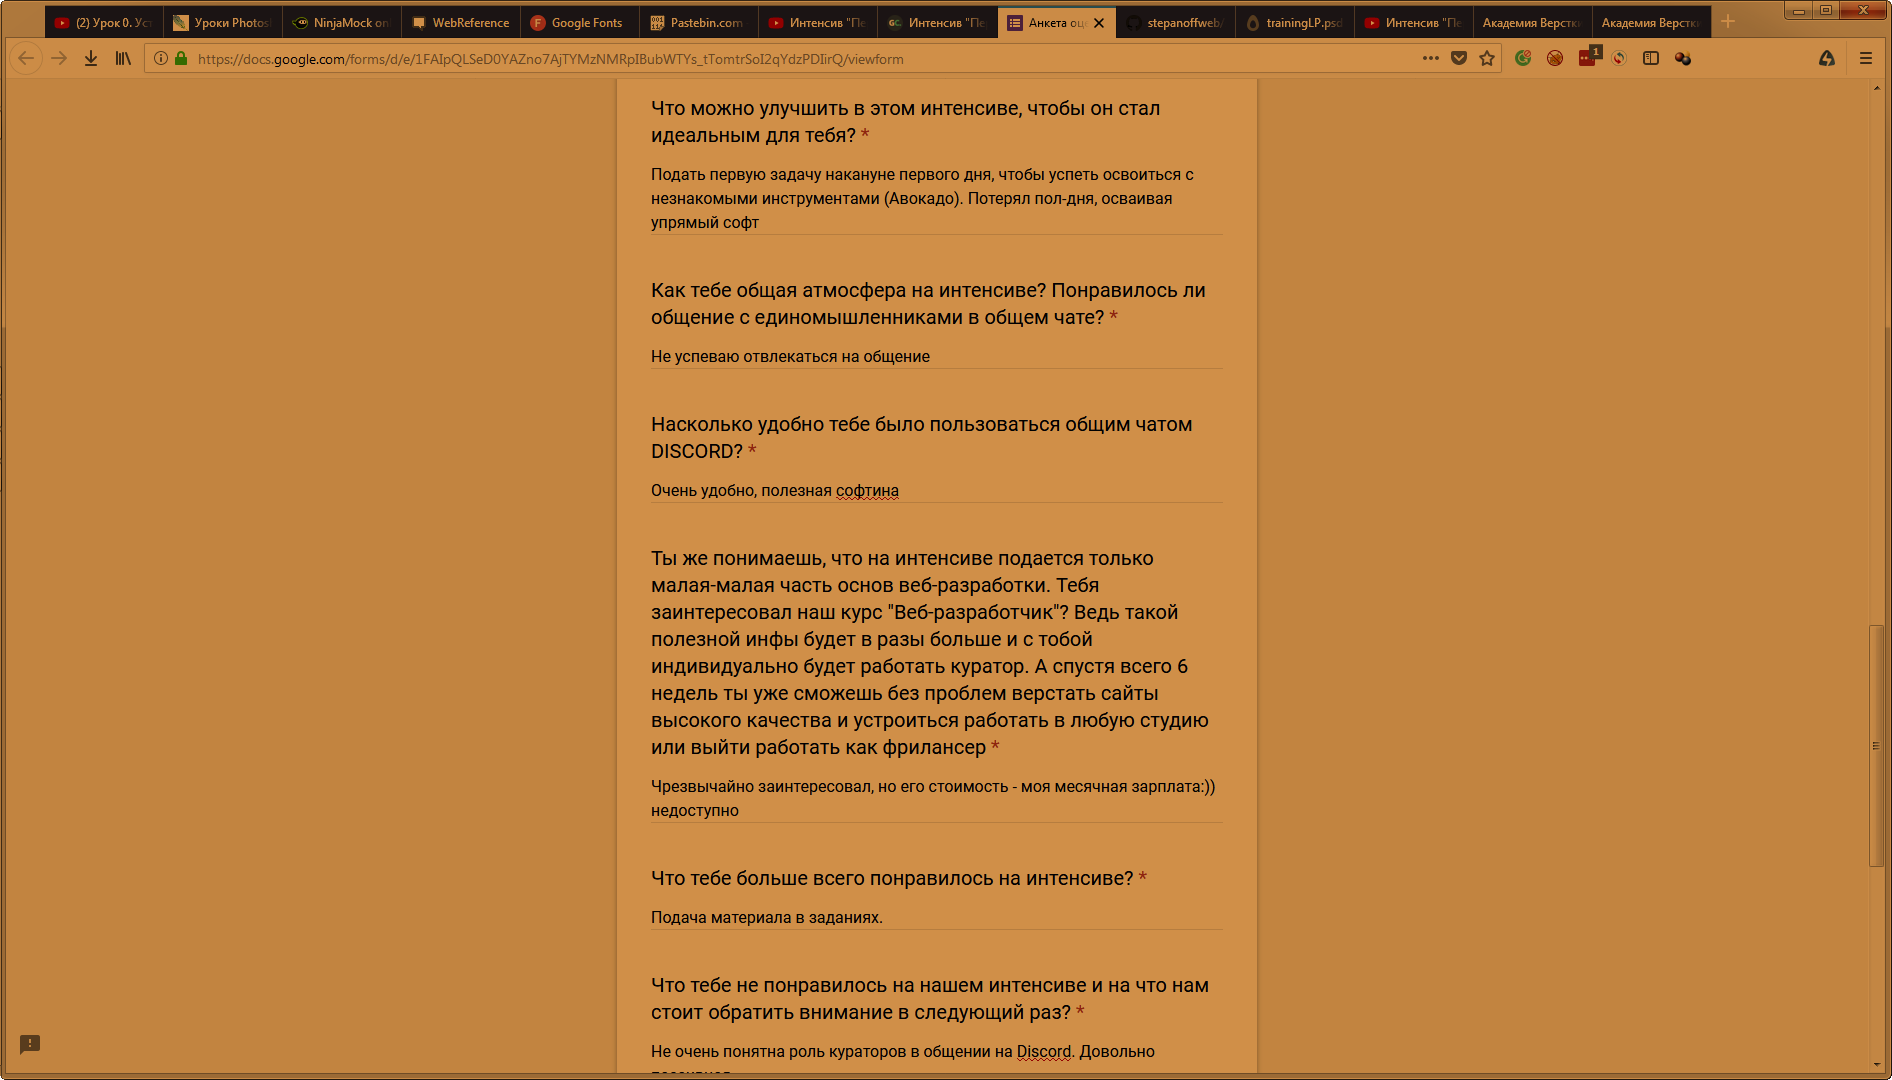 (2) Урок 0. Уст
Уроки Photos
NinjaMock on
WebReference
Google Fonts
Pastebin.com
Интенсив "Пе
GC
Интенсив "Пе
Анкета оце
stepanoffweb/
trainingLP.psd
Интенсив "Пе
Академия Верстк
Академия Верстк
https://docs.google.com/forms/d/e/1FAIpQLSeD0YAZno7AjTYMzNMRpIBubWTYs_tTomtrSoI2qYdzPDIirQ/viewform
1
Что можно улучшить в этом интенсиве, чтобы он стал
идеальным для тебя? *
Подать первую задачу накануне первого дня, чтобы успеть освоиться с
незнакомыми инструментами (Авокадо). Потерял пол-дня, осваивая
упрямый софт
Как тебе общая атмосфера на интенсиве? Понравилось ли
общение с единомышленниками в общем чате? *
Не успеваю отвлекаться на общение
Насколько удобно тебе было пользоваться общим чатом
DISCORD? *
Очень удобно, полезная софтина
Ты же понимаешь, что на интенсиве подается только
малая-малая часть основ веб-разработки. Тебя
заинтересовал наш курс "Веб-разработчик"? Ведь такой
полезной инфы будет в разы больше и с тобой
индивидуально будет работать куратор. А спустя всего 6
недель ты уже сможешь без проблем верстать сайты
высокого качества и устроиться работать в любую студию
или выйти работать как фрилансер *
Чрезвычайно заинтересовал, но его стоимость - моя месячная зарплата:))
недоступно
Что тебе больше всего понравилось на интенсиве? *
Подача материала в заданиях.
Что тебе не понравилось на нашем интенсиве и на что нам
стоит обратить внимание в следующий раз? *
Не очень понятна роль кураторов в общении на Discord. Довольно